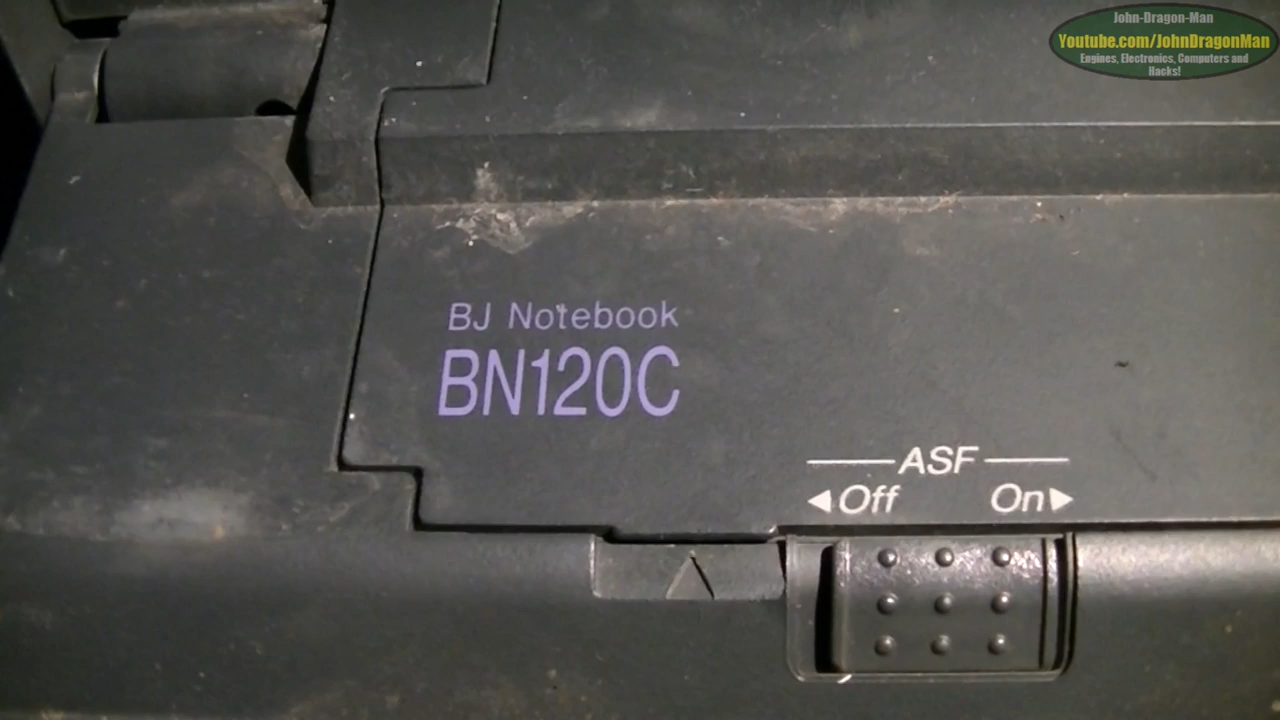 John-Dragon-Man
Youtube.com/JohnDragonMan
Engines, Electronics, Computers and
Hacks!
BJ Notebook
BN120C
ASF
◀Off On▶